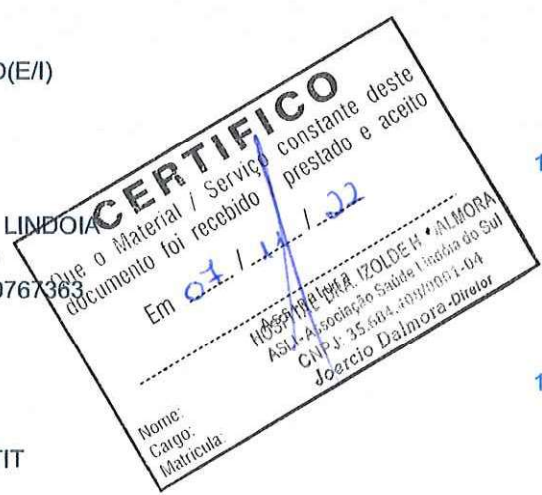 O(E/I)
LINDOIA
0767363
TIT
1
1
CERTIFICO
Que o Material / Serviço constante deste
documento foi recebido prestado e aceito
Em 07 / 11 / 22
Assinatura
HOSPITAL DRA. IZOLDE H DALMORA
ASLI-Associação Saúde Lindóia do Sul
CNPJ: 35.684.409/0001-04
Joercio Dalmora-Diretor
Nome:
Cargo:
Matrícula: